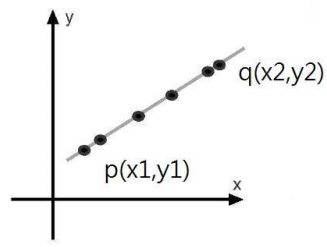 y
q(x2,y2)
p(x1,y1)
x